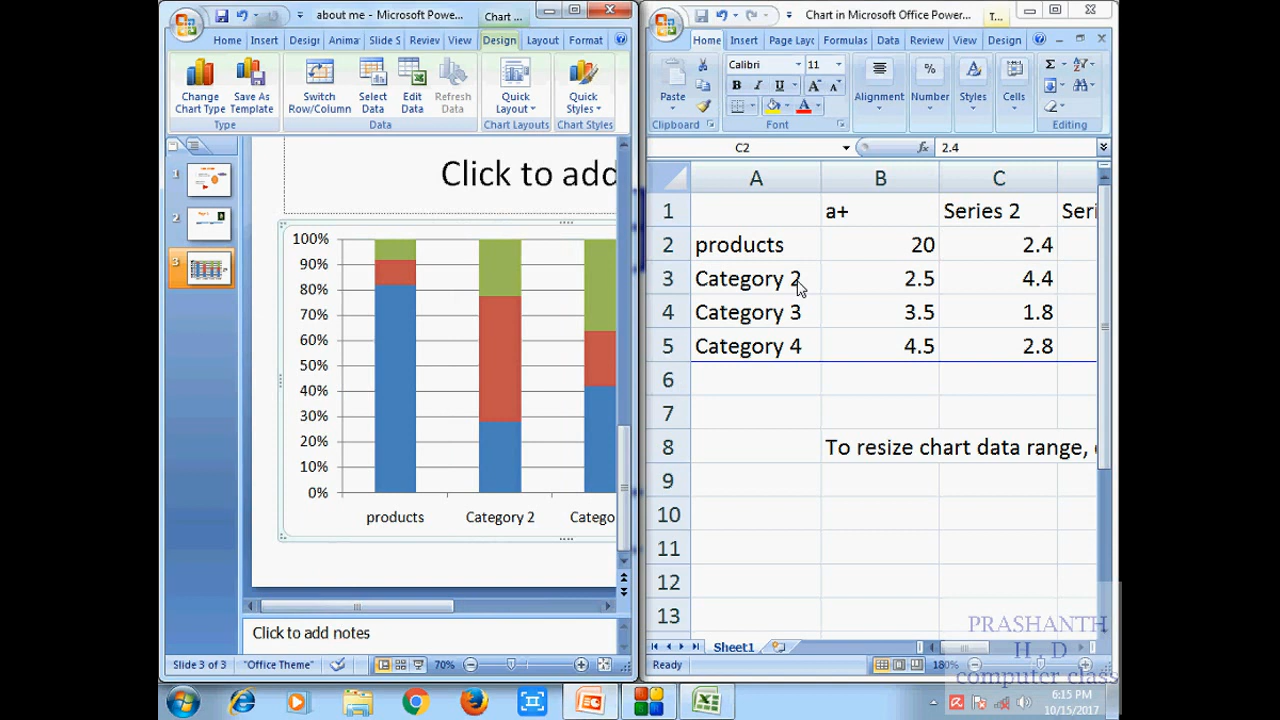 about me - Microsoft Powe...
Chart ...
Home
Insert
Design
Anima
Slide S
Review
View
Design
Layout
Format
Change
Chart Type
Save As
Template
Switch
Row/Column
Select
Data
Edit
Data
Refresh
Data
Quick
Layout
Quick
Styles
Type
Data
Chart Layouts
Chart Styles
1
2
3
Click to add
100%
90%
80%
70%
60%
50%
40%
30%
20%
10%
0%
products
Category 2
Catego
Click to add notes
Slide 3 of 3
"Office Theme"
70%
Chart in Microsoft Office Power...
T...
Home
Insert
Page Layo
Formulas
Data
Review
View
Design
Paste
Calibri
11
B I U
A A
Alignment
%
Number
Styles
Cells
Σ
Clipboard
Font
Editing
C2
fx
2.4
A B C
1 a+ Series 2 Seri
2 products 20 2.4
3 Category 2 2.5 4.4
4 Category 3 3.5 1.8
5 Category 4 4.5 2.8
6
7
8 To resize chart data range,
9
10
11
12
13
Sheet1
Ready
180%
PRASHANTH
H . D
computer class
6:15 PM
10/15/2017